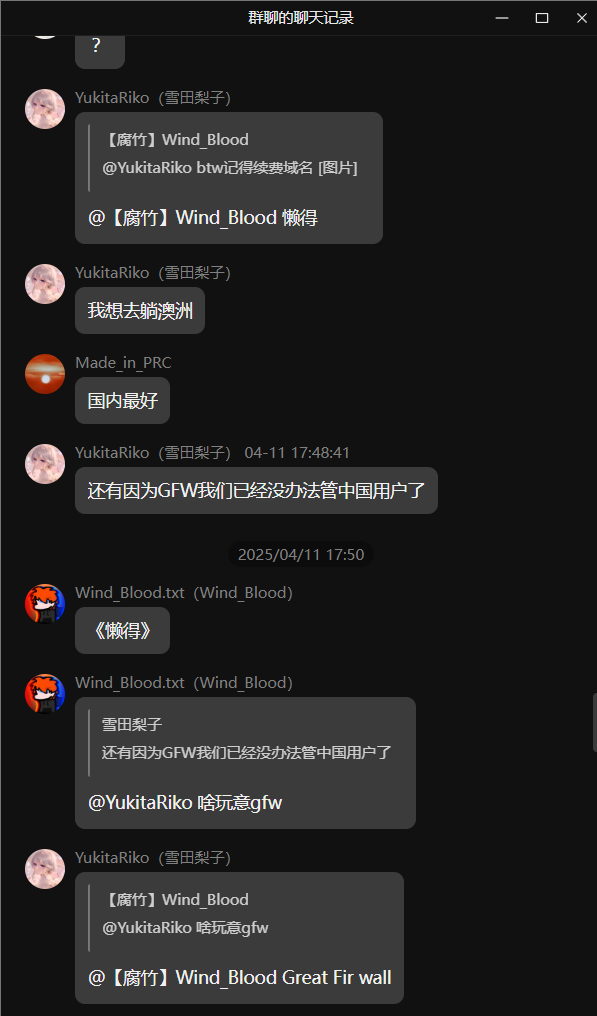 群聊的聊天记录
?
YukitaRiko（雪田梨子）
【腐竹】Wind_Blood
@YukitaRiko btw记得续费域名 [图片]
@【腐竹】Wind_Blood 懒得
YukitaRiko（雪田梨子）
我想去躺澳洲
Made_in_PRC
国内最好
YukitaRiko（雪田梨子） 04-11 17:48:41
还有因为GFW我们已经没办法管中国用户了
2025/04/11 17:50
Wind_Blood.txt（Wind_Blood）
《懒得》
Wind_Blood.txt（Wind_Blood）
雪田梨子
还有因为GFW我们已经没办法管中国用户了
@YukitaRiko 啥玩意gfw
YukitaRiko（雪田梨子）
【腐竹】Wind_Blood
@YukitaRiko 啥玩意gfw
@【腐竹】Wind_Blood Great Fir wall